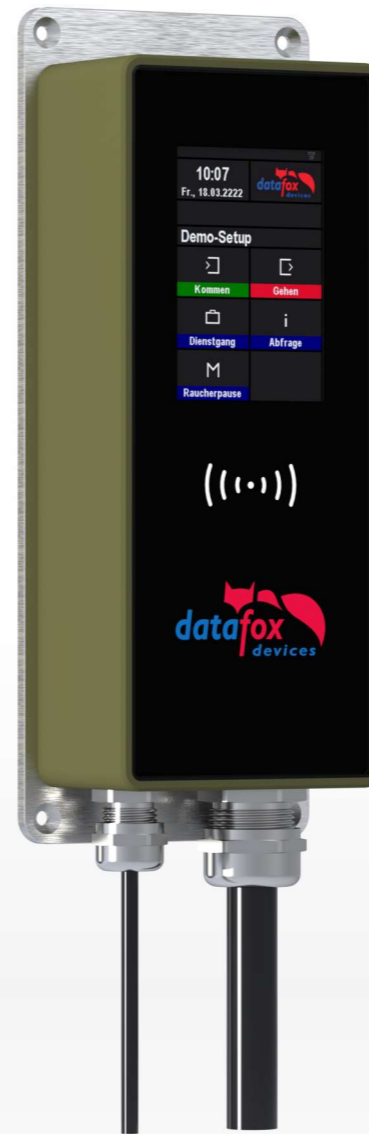 10:07
Fr., 18.03.2222
datafox
devices
Demo-Setup
Kommen
Gehen
Dienstgang
i
Abfrage
M
Raucherpause
datafox
devices